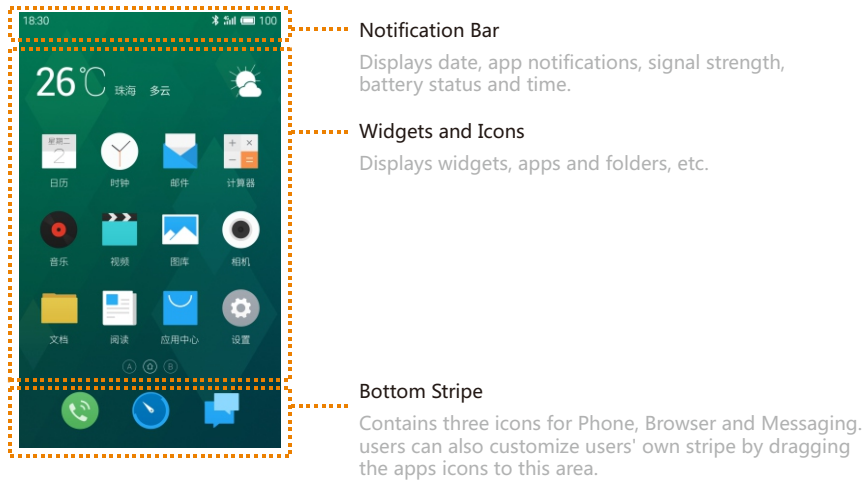 18:30 100
Notification Bar
Displays date, app notifications, signal strength,
battery status and time.
26℃ 珠海 多云
Widgets and Icons
Displays widgets, apps and folders, etc.
星期二
2
日历 时钟 邮件 计算器
音乐 视频 图库 相机
文档 阅读 应用中心 设置
A B
Bottom Stripe
Contains three icons for Phone, Browser and Messaging.
users can also customize users' own stripe by dragging
the apps icons to this area.